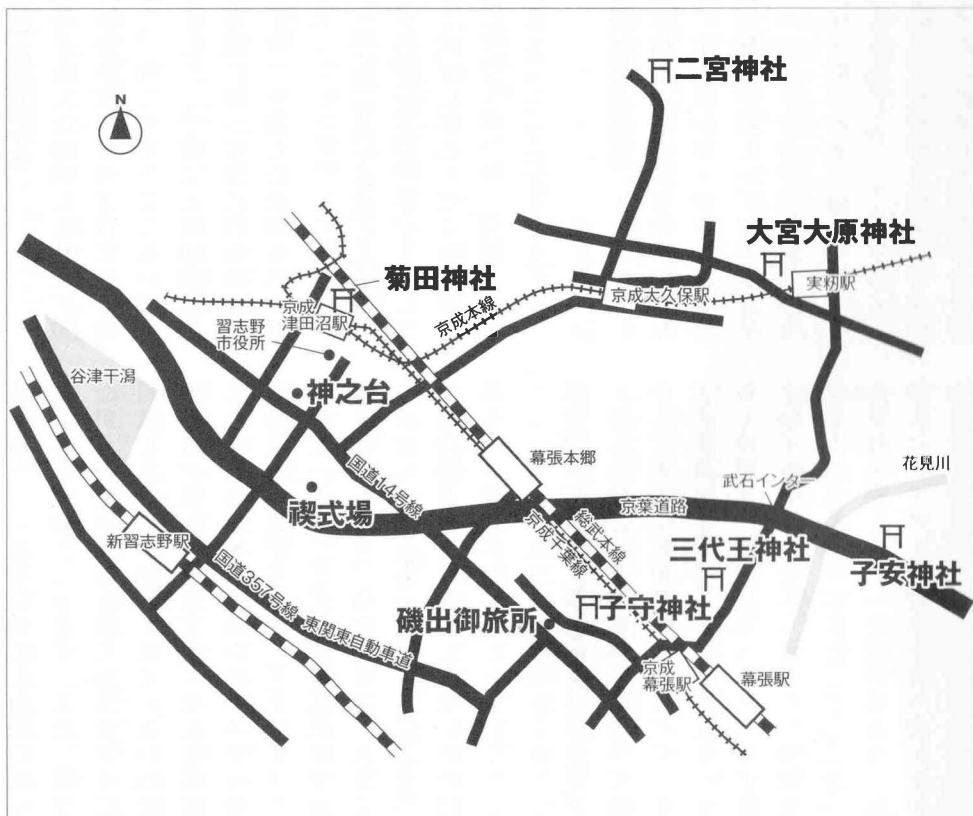 二宮神社
N
大宮大原神社
実籾駅
菊田神社
京成太久保駅
京成本線
京成
津田沼駅
習志野
市役所
谷津干潟
神之台
幕張本郷
花見川
国道14号線
武石インター
京葉道路
禊式場
総武本線
京成千葉線
新習志野駅
三代王神社
子安神社
国道357号線 東関東自動車道
磯出御旅所
子守神社
京成
幕張駅
幕張駅